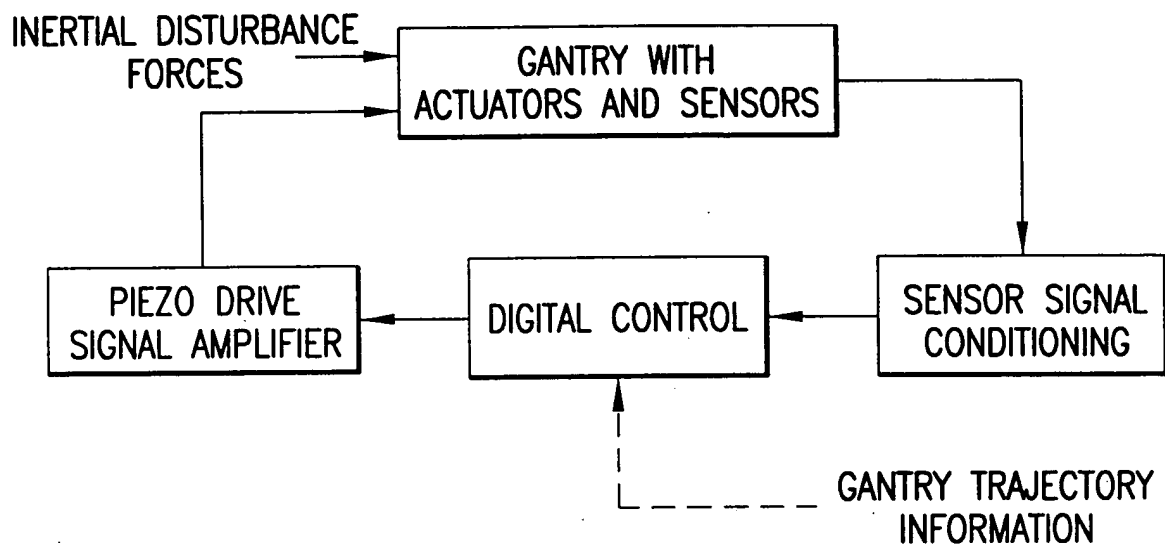 INERTIAL DISTURBANCE
FORCES
GANTRY WITH
ACTUATORS AND SENSORS
PIEZO DRIVE
SIGNAL AMPLIFIER
DIGITAL CONTROL
SENSOR SIGNAL
CONDITIONING
GANTRY TRAJECTORY
INFORMATION